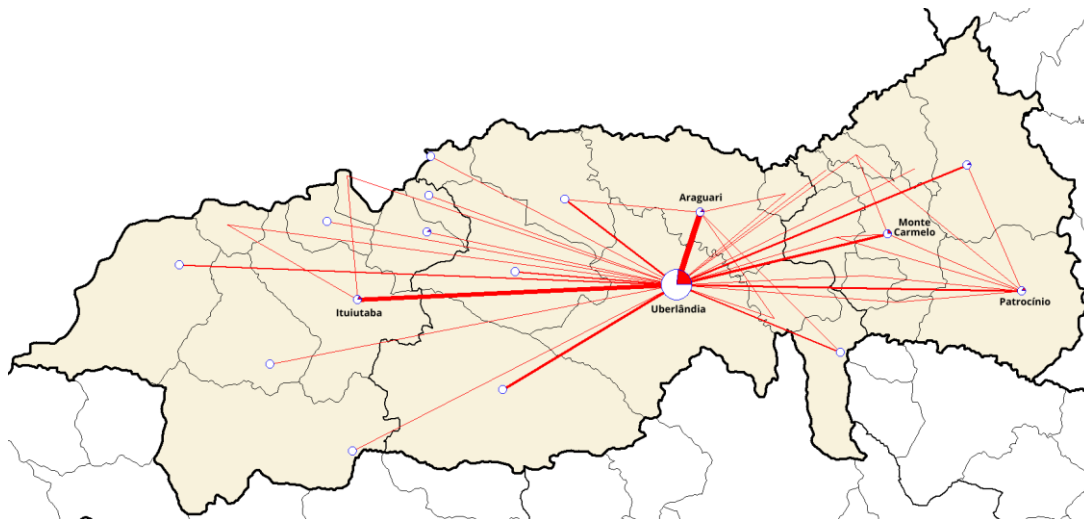 Araguari
Monte
Carmelo
Ituiutaba
Uberlândia
Patrocínio